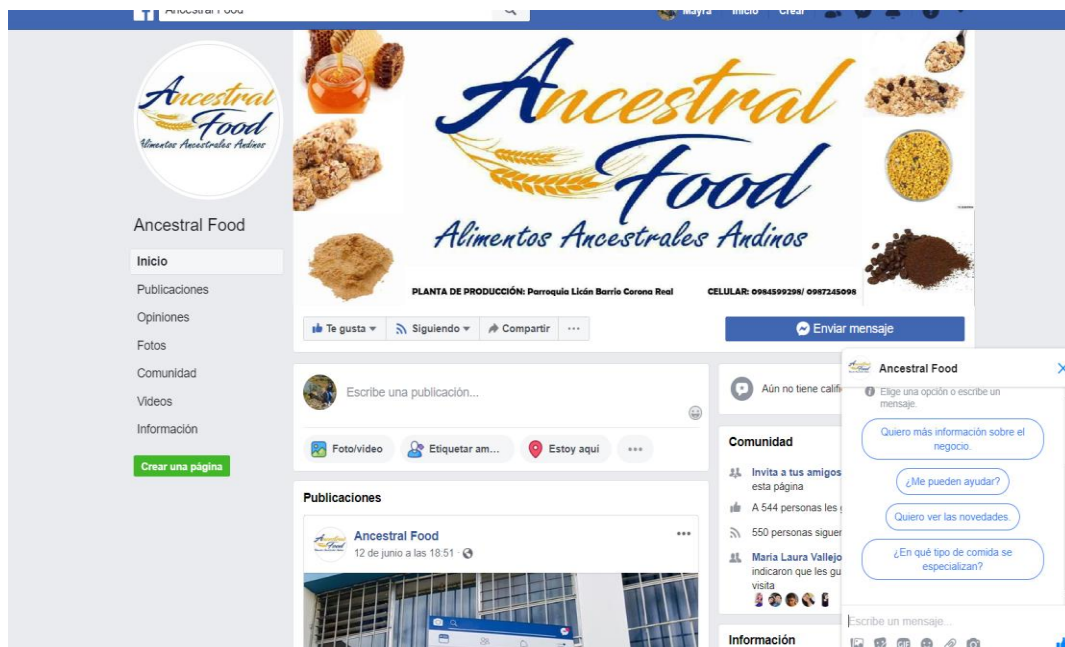 Ancestral Food
Mayra
Inicio
Crear
Ancestral
Food
Alimentos Ancestrales Andinos
Ancestral Food
Inicio
Publicaciones
Opiniones
Fotos
Comunidad
Videos
Información
Crear una página
Ancestral
Food
Alimentos Ancestrales Andinos
PLANTA DE PRODUCCIÓN: Parroquia Licán Barrio Corona Real
CELULAR: 0984599298/ 0987245098
Te gusta
Siguiendo
Compartir
Enviar mensaje
Escribe una publicación...
Foto/video
Etiquetar am...
Estoy aquí
Publicaciones
Ancestral Food
12 de junio a las 18:51
Aún no tiene calif
Comunidad
Invita a tus amigos
esta página
A 544 personas les
550 personas siguen
María Laura Vallejo
indicaron que les gu
visita
Información
Ancestral Food
Elige una opción o escribe un
mensaje.
Quiero más información sobre el
negocio.
¿Me pueden ayudar?
Quiero ver las novedades.
¿En qué tipo de comida se
especializan?
Escribe un mensaje...
GIF